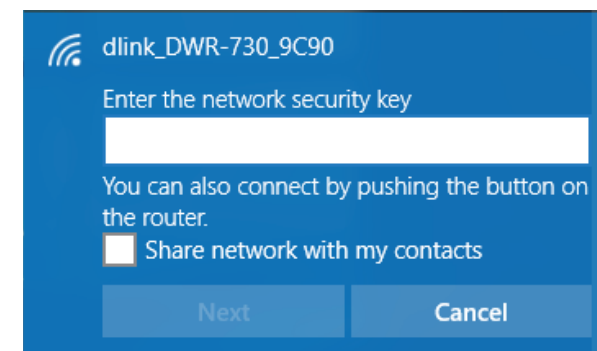 dlink_DWR-730_9C90
Enter the network security key
You can also connect by pushing the button on
the router.
Share network with my contacts
Next
Cancel